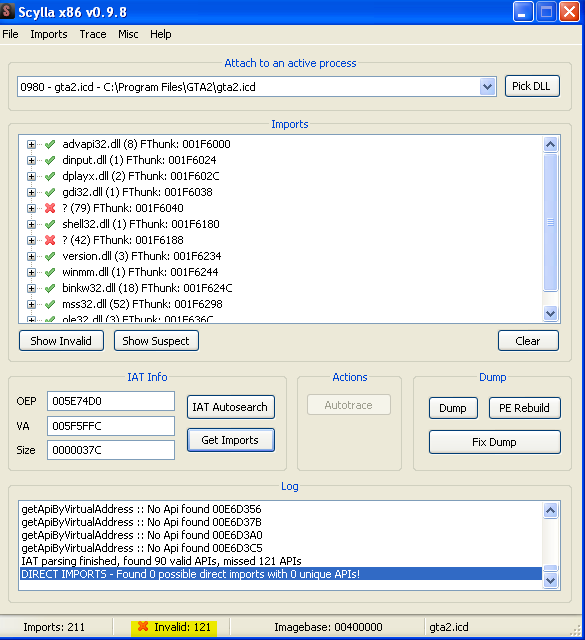 Scylla x86 v0.9.8
File Imports Trace Misc Help
Attach to an active process
0980 - gta2.icd - C:\Program Files\GTA2\gta2.icd
Pick DLL
Imports
advapi32.dll (8) FThunk: 001F6000
dinput.dll (1) FThunk: 001F6024
dplayx.dll (2) FThunk: 001F602C
gdi32.dll (1) FThunk: 001F6038
? (79) FThunk: 001F6040
shell32.dll (1) FThunk: 001F6180
? (42) FThunk: 001F6188
version.dll (3) FThunk: 001F6234
winmm.dll (1) FThunk: 001F6244
binkw32.dll (18) FThunk: 001F624C
mss32.dll (52) FThunk: 001F6298
ole32.dll (3) FThunk: 001F636C
Show Invalid Show Suspect Clear
IAT Info
OEP 005E74D0
VA 005F5FFC
Size 0000037C
IAT Autosearch
Get Imports
Actions
Autotrace
Dump
Dump PE Rebuild
Fix Dump
Log
getApiByVirtualAddress :: No Api found 00E6D356
getApiByVirtualAddress :: No Api found 00E6D37B
getApiByVirtualAddress :: No Api found 00E6D3A0
getApiByVirtualAddress :: No Api found 00E6D3C5
IAT parsing finished, found 90 valid APIs, missed 121 APIs
DIRECT IMPORTS - Found 0 possible direct imports with 0 unique APIs!
Imports: 211 Invalid: 121 Imagebase: 00400000 gta2.icd